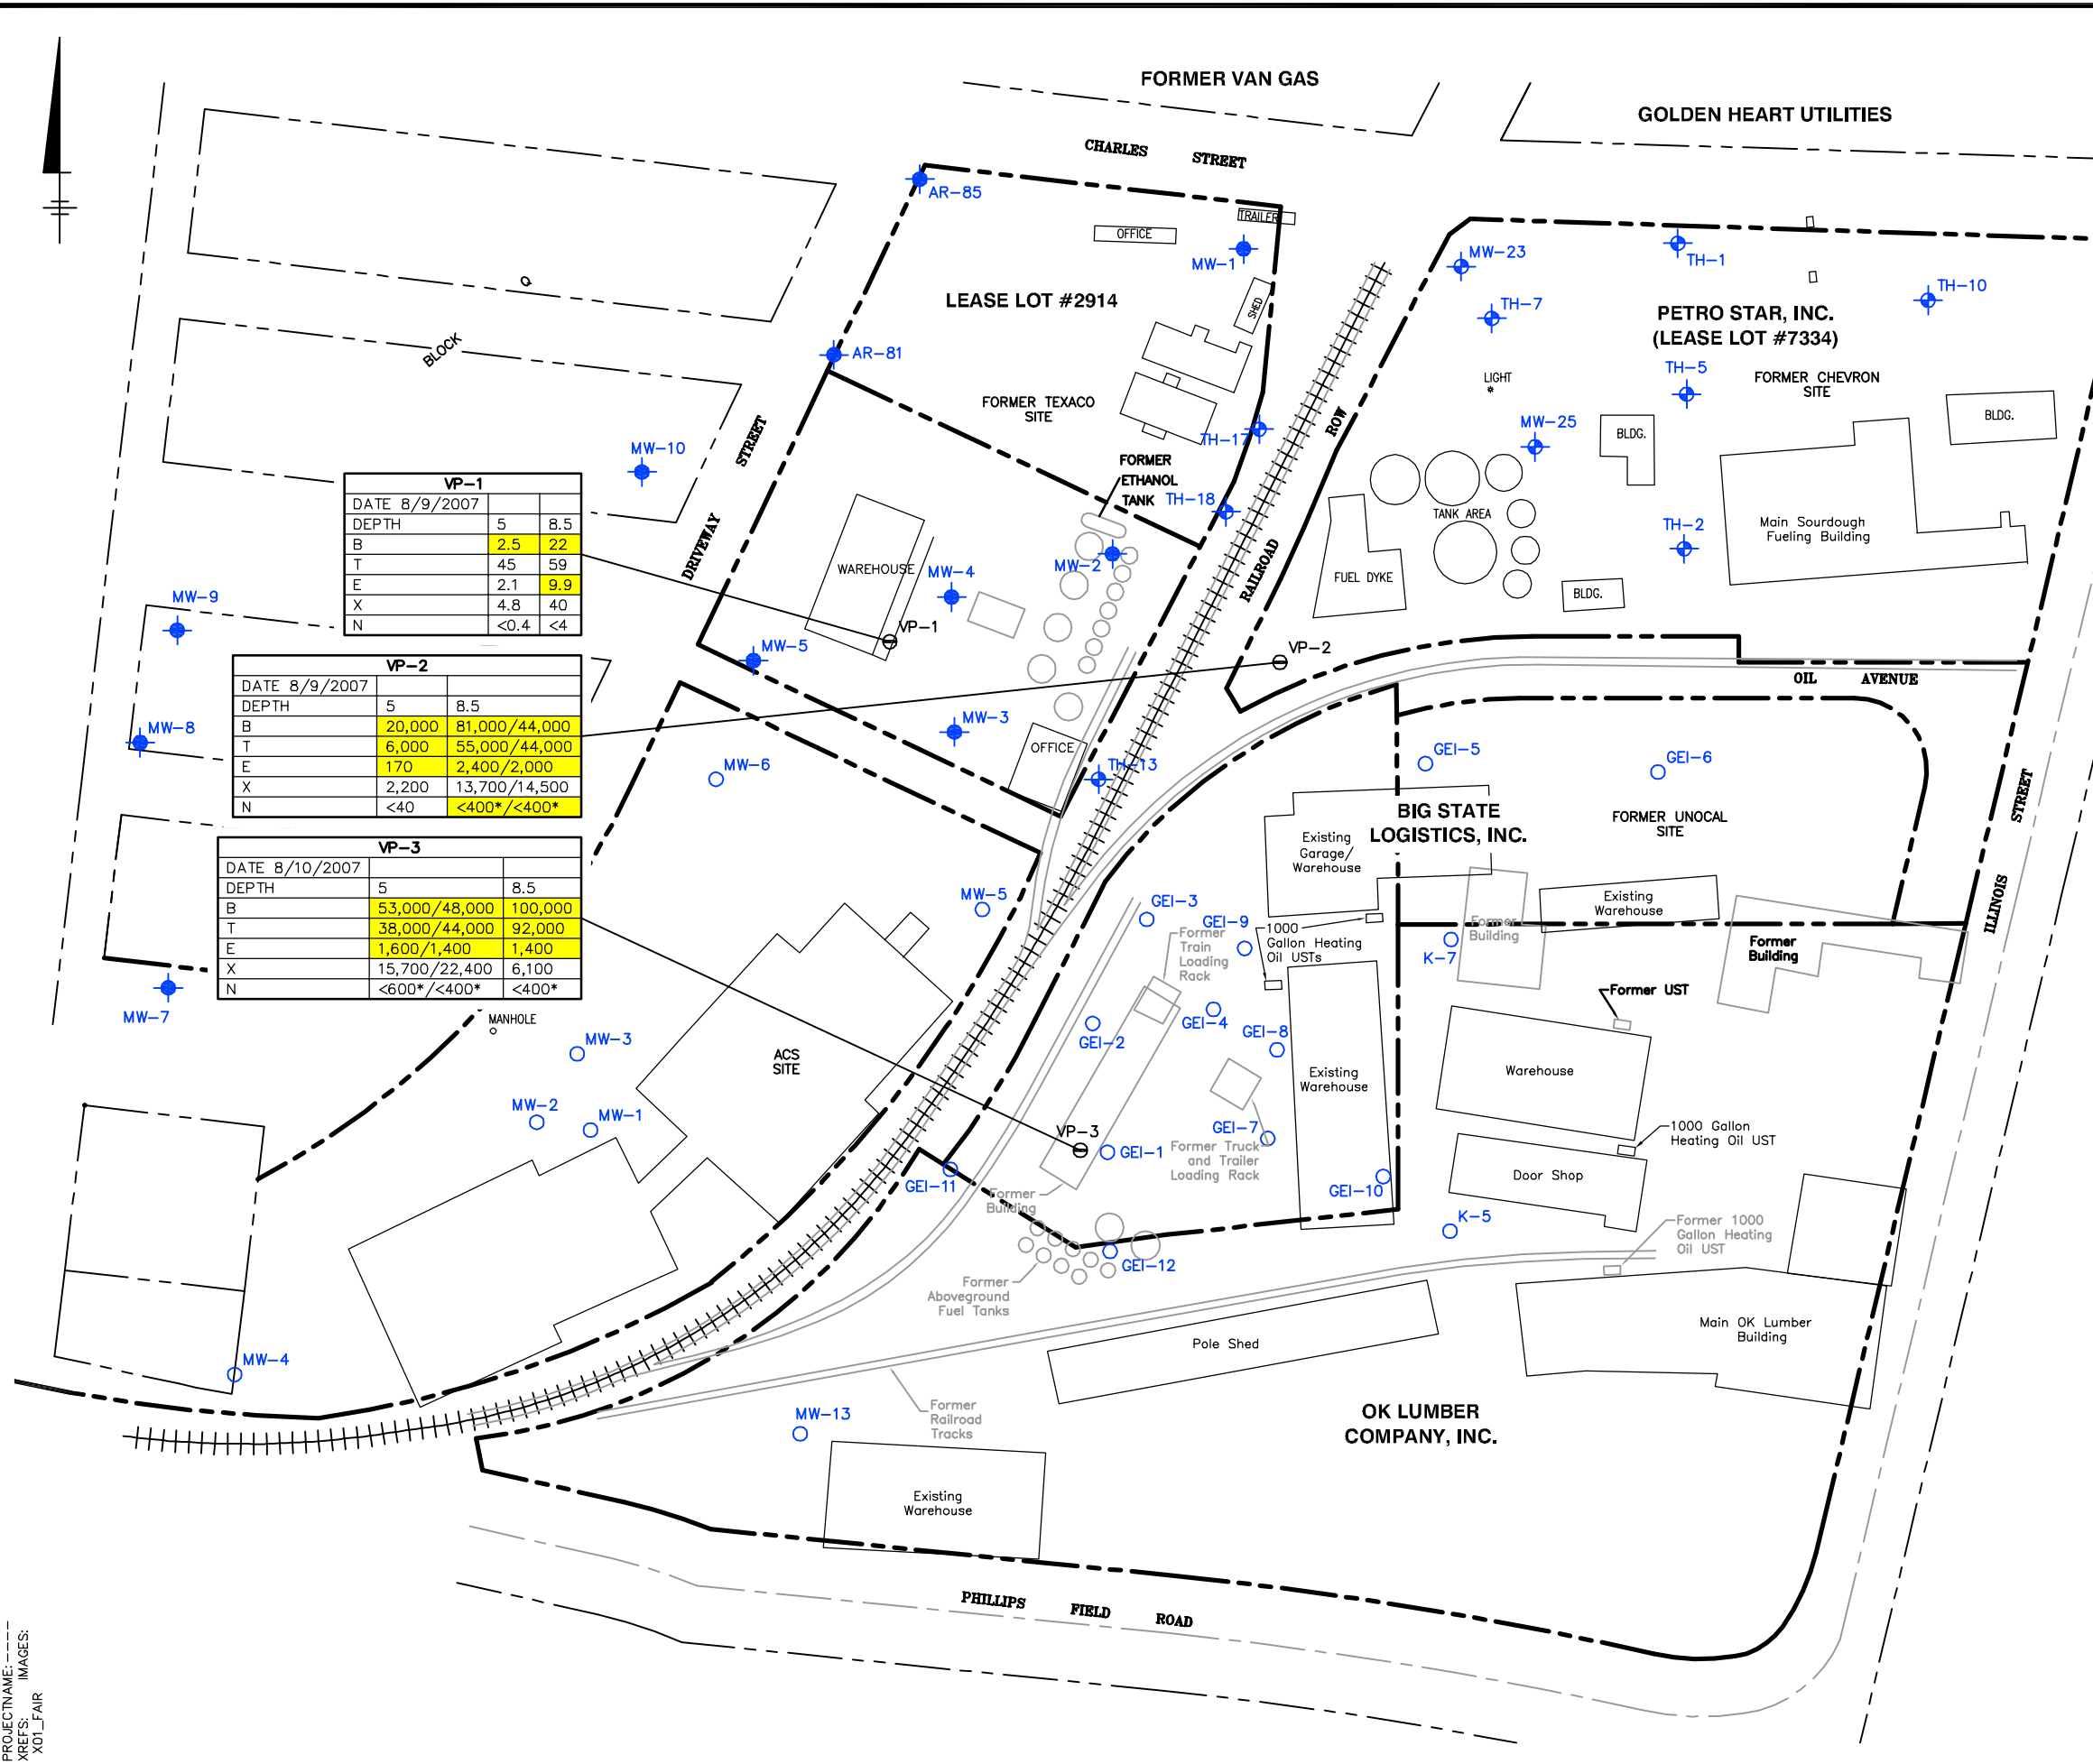 FORMER VAN GAS
GOLDEN HEART UTILITIES
CHARLES STREET
AR-85
TRAILER
OFFICE
MW-1
MW-23
TH-1
TH-10
TH-7
Q
SHED
LEASE LOT #2914
PETRO STAR, INC.
(LEASE LOT #7334)
BLOCK
AR-81
LIGHT
TH-5
FORMER CHEVRON
SITE
FORMER TEXACO
SITE
BLDG.
ROW
MW-25
BLDG.
TH-17
MW-10
STREET
FORMER
ETHANOL
TANK
TH-18
TANK AREA
TH-2
Main Sourdough
Fueling Building
VP-1
DATE 8/9/2007
DEPTH 5 8.5
B 2.5 22
T 45 59
E 2.1 9.9
X 4.8 40
N <0.4 <4
DRIVEWAY
WAREHOUSE
MW-4
MW-2
RAILROAD
FUEL DYKE
BLDG.
MW-9
VP-1
MW-5
VP-2
OIL AVENUE
VP-2
DATE 8/9/2007
DEPTH 5 8.5
B 20,000 81,000/44,000
T 6,000 55,000/44,000
E 170 2,400/2,000
X 2,200 13,700/14,500
N <40 <400*/<400*
MW-8
MW-3
OFFICE
MW-6
TH-13
GEI-5
GEI-6
STREET
BIG STATE
LOGISTICS, INC.
FORMER UNOCAL
SITE
Existing
Garage/
Warehouse
VP-3
DATE 8/10/2007
DEPTH 5 8.5
B 53,000/48,000 100,000
T 38,000/44,000 92,000
E 1,600/1,400 1,400
X 15,700/22,400 6,100
N <600*/<400* <400*
MW-5
GEI-3
GEI-9
1000
Gallon Heating
Oil USTs
Former
Train
Loading
Rack
Former
Building
Existing
Warehouse
ILLINOIS
Former
Building
K-7
Former UST
MW-7
MANHOLE
MW-3
ACS
SITE
GEI-2
GEI-4
GEI-8
Existing
Warehouse
Warehouse
MW-2
MW-1
VP-3
GEI-1
GEI-7
Former Truck
and Trailer
Loading Rack
1000 Gallon
Heating Oil UST
Door Shop
GEI-11
GEI-10
Former
Building
K-5
Former 1000
Gallon Heating
Oil UST
GEI-12
Former
Aboveground
Fuel Tanks
Main OK Lumber
Building
Pole Shed
MW-4
Former
Railroad
Tracks
MW-13
OK LUMBER
COMPANY, INC.
Existing
Warehouse
PHILLIPS FIELD ROAD
PROJECTNAME: ----
XREFS: IMAGES:
X01_FAIR